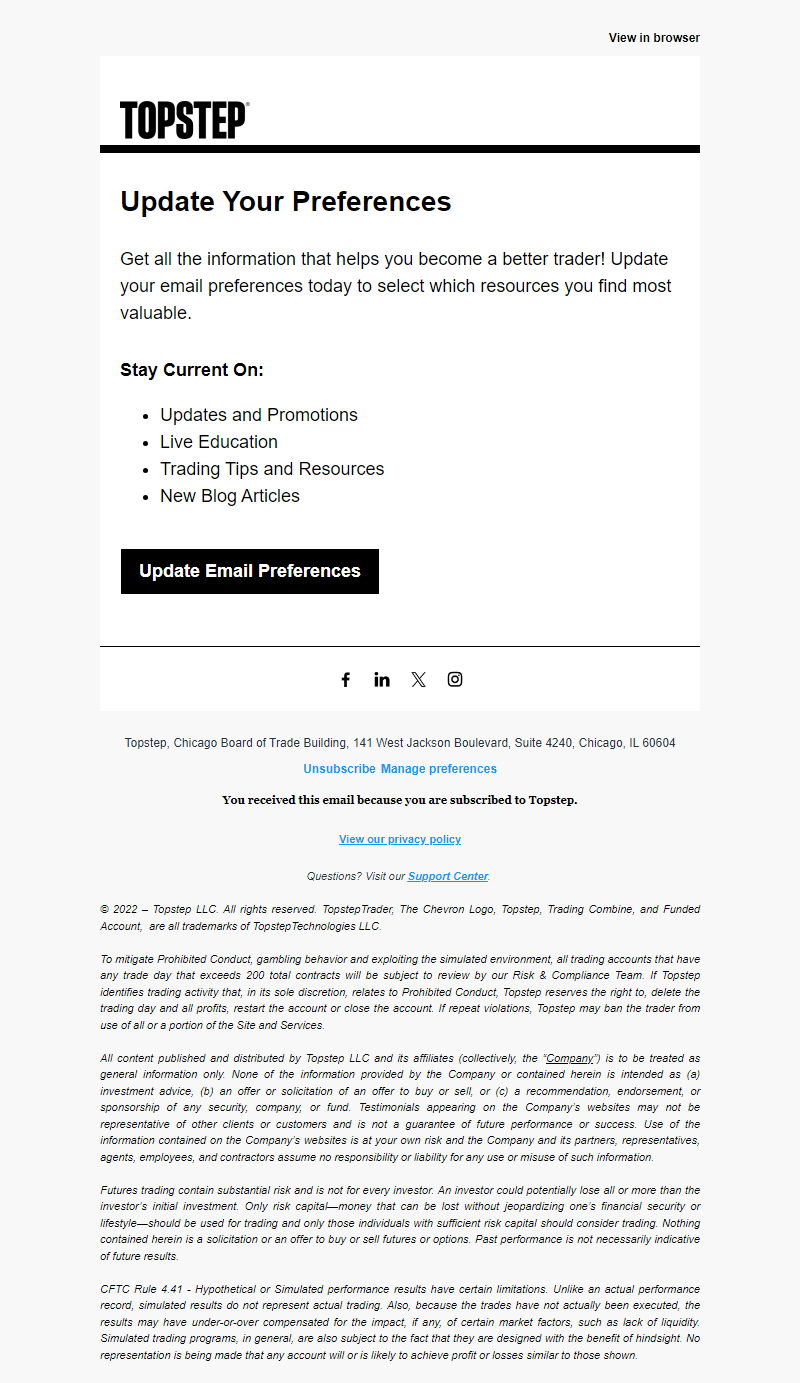 View in browser
TOPSTEP®
Update Your Preferences
Get all the information that helps you become a better trader! Update
your email preferences today to select which resources you find most
valuable.
Stay Current On:
• Updates and Promotions
• Live Education
• Trading Tips and Resources
• New Blog Articles
Update Email Preferences
Topstep, Chicago Board of Trade Building, 141 West Jackson Boulevard, Suite 4240, Chicago, IL 60604
Unsubscribe Manage preferences
You received this email because you are subscribed to Topstep.
View our privacy policy
Questions? Visit our Support Center.
© 2022 – Topstep LLC. All rights reserved. TopstepTrader, The Chevron Logo, Topstep, Trading Combine, and Funded
Account,  are all trademarks of TopstepTechnologies LLC.
To mitigate Prohibited Conduct, gambling behavior and exploiting the simulated environment, all trading accounts that have
any trade day that exceeds 200 total contracts will be subject to review by our Risk & Compliance Team. If Topstep
identifies trading activity that, in its sole discretion, relates to Prohibited Conduct, Topstep reserves the right to, delete the
trading day and all profits, restart the account or close the account. If repeat violations, Topstep may ban the trader from
use of all or a portion of the Site and Services.
All content published and distributed by Topstep LLC and its affiliates (collectively, the “Company”) is to be treated as
general information only. None of the information provided by the Company or contained herein is intended as (a)
investment advice, (b) an offer or solicitation of an offer to buy or sell, or (c) a recommendation, endorsement, or
sponsorship of any security, company, or fund. Testimonials appearing on the Company’s websites may not be
representative of other clients or customers and is not a guarantee of future performance or success. Use of the
information contained on the Company’s websites is at your own risk and the Company and its partners, representatives,
agents, employees, and contractors assume no responsibility or liability for any use or misuse of such information.
Futures trading contain substantial risk and is not for every investor. An investor could potentially lose all or more than the
investor’s initial investment. Only risk capital—money that can be lost without jeopardizing one’s financial security or
lifestyle—should be used for trading and only those individuals with sufficient risk capital should consider trading. Nothing
contained herein is a solicitation or an offer to buy or sell futures or options. Past performance is not necessarily indicative
of future results.
CFTC Rule 4.41 - Hypothetical or Simulated performance results have certain limitations. Unlike an actual performance
record, simulated results do not represent actual trading. Also, because the trades have not actually been executed, the
results may have under-or-over compensated for the impact, if any, of certain market factors, such as lack of liquidity.
Simulated trading programs, in general, are also subject to the fact that they are designed with the benefit of hindsight. No
representation is being made that any account will or is likely to achieve profit or losses similar to those shown.